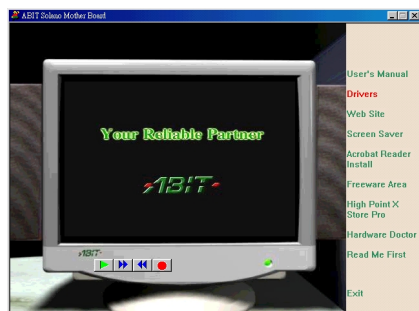 ABIT Solano Mother Board
User's Manual
Drivers
Web Site
Screen Saver
Acrobat Reader
Install
Freeware Area
High Point X
Store Pro
Hardware Doctor
Read Me First
Exit
Your Reliable Partner
ABIT
ABIT